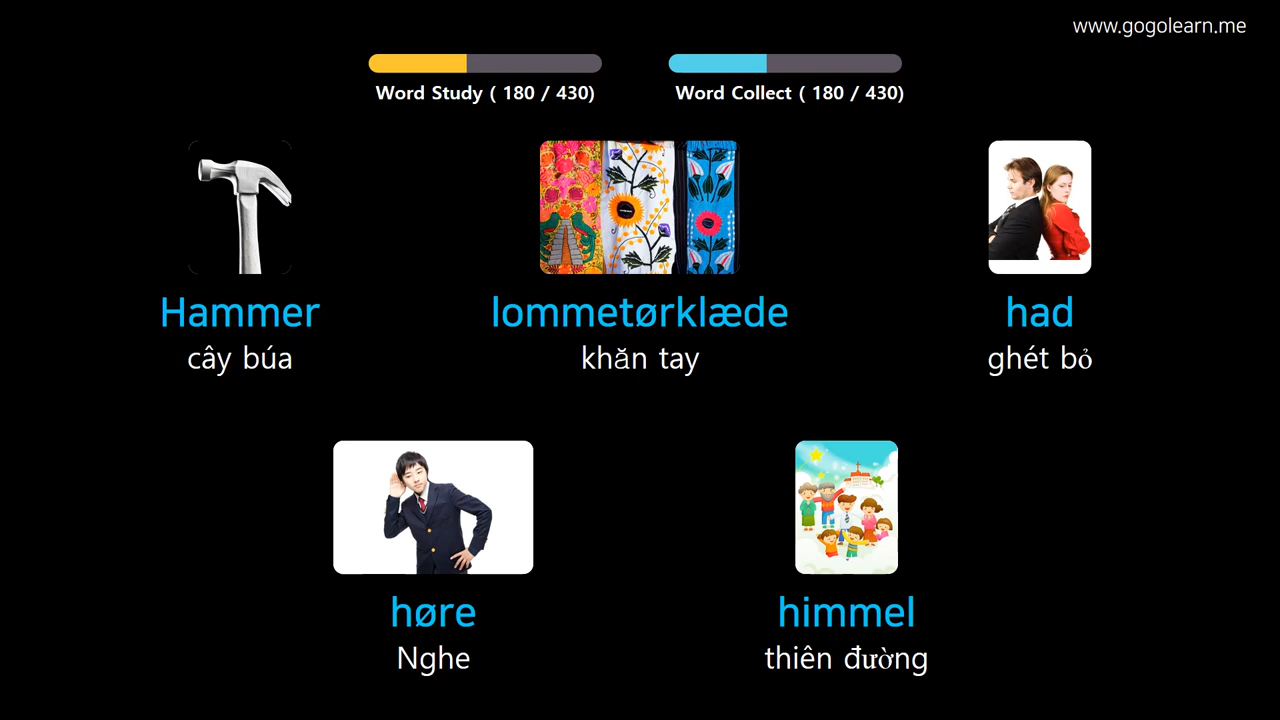 www.gogolearn.me
Word Study ( 180 / 430)
Word Collect ( 180 / 430)
Hammer
cây búa
lommetørklæde
khăn tay
had
ghét bỏ
høre
Nghe
himmel
thiên đường